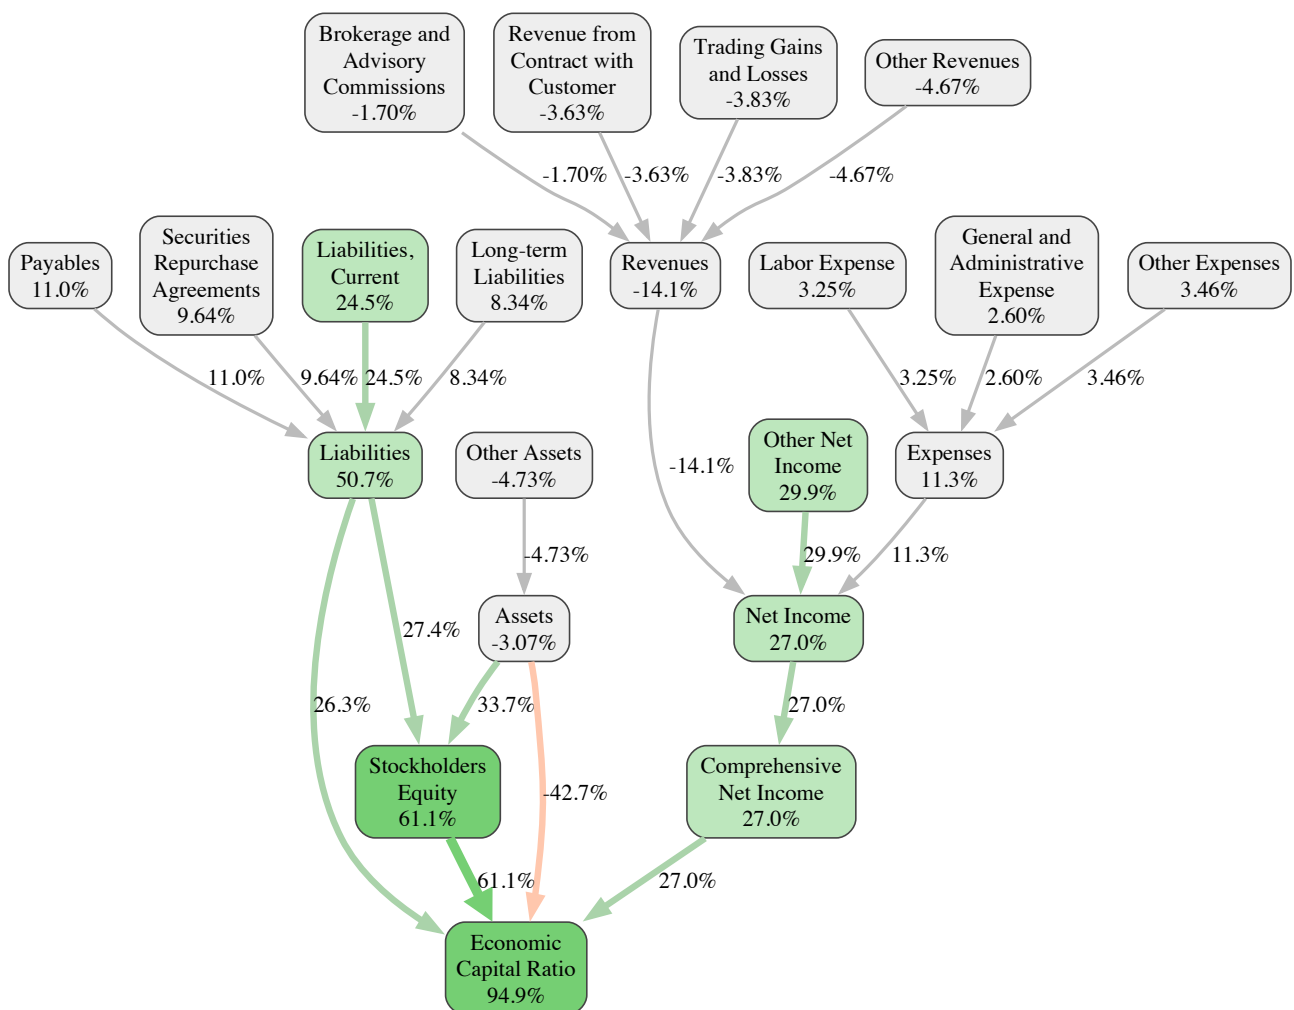 Brokerage and
Advisory
Commissions
-1.70%
Revenue from
Contract with
Customer
-3.63%
Trading Gains
and Losses
-3.83%
Other Revenues
-4.67%
-1.70%
-3.63%
-3.83%
-4.67%
Payables
11.0%
Securities
Repurchase
Agreements
9.64%
Liabilities,
Current
24.5%
Long-term
Liabilities
8.34%
Revenues
-14.1%
Labor Expense
3.25%
General and
Administrative
Expense
2.60%
Other Expenses
3.46%
11.0%
9.64%
24.5%
8.34%
3.25%
2.60%
3.46%
Liabilities
50.7%
Other Assets
-4.73%
-14.1%
Other Net
Income
29.9%
Expenses
11.3%
-4.73%
29.9%
11.3%
27.4%
Assets
-3.07%
Net Income
27.0%
26.3%
33.7%
27.0%
Stockholders
Equity
61.1%
-42.7%
Comprehensive
Net Income
27.0%
61.1%
27.0%
Economic
Capital Ratio
94.9%